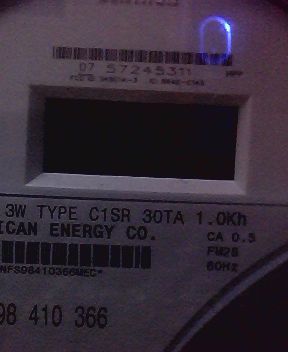 07 57245311
3W TYPE C1SR 30TA 1.0Kh
ICAN ENERGY CO.
CA 0.5
FM2S
60Hz
NFS98410366MEC*
98 410 366